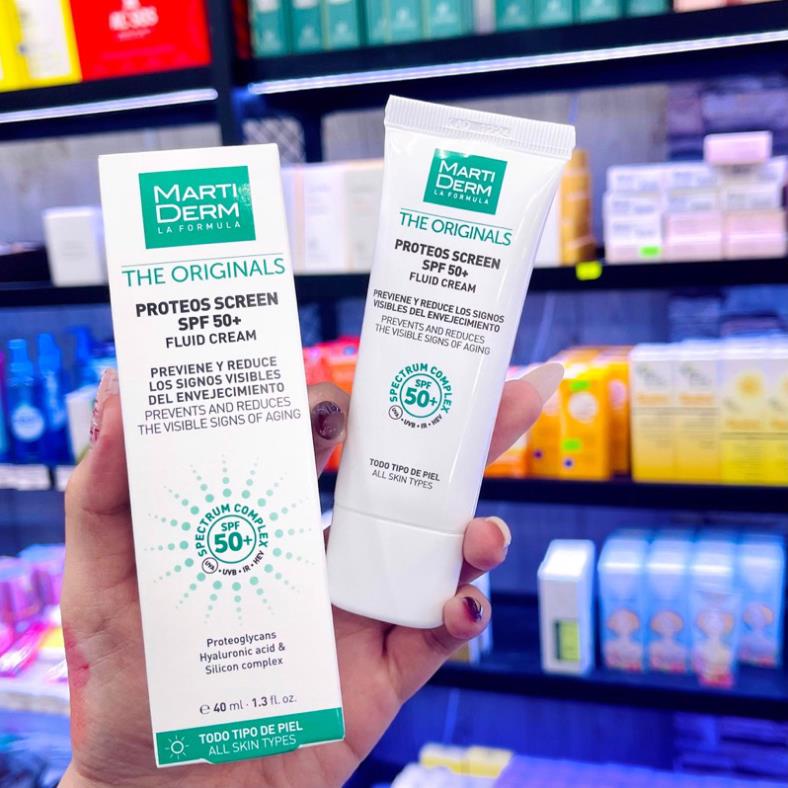 MARTI
DERM
LA FORMULA
THE ORIGINALS
PROTEOS SCREEN
SPF 50+
FLUID CREAM
PREVIENE Y REDUCE
LOS SIGNOS VISIBLES
DEL ENVEJECIMIENTO
PREVENTS AND REDUCES
THE VISIBLE SIGNS OF AGING
SPECTRUM COMPLEX
SPF
50+
UVA • UVB • IR • HEV
Proteoglycans
Hyaluronic acid &
Silicon complex
℮ 40 ml · 1.3 fl. oz.
TODO TIPO DE PIEL
ALL SKIN TYPES
MARTI
DERM
LA FORMULA
THE ORIGINALS
PROTEOS SCREEN
SPF 50+
FLUID CREAM
PREVIENE Y REDUCE LOS SIGNOS
VISIBLES DEL ENVEJECIMIENTO
PREVENTS AND REDUCES
THE VISIBLE SIGNS OF AGING
SPECTRUM COMPLEX
SPF
50+
UVA • UVB • IR • HEV
TODO TIPO DE PIEL
ALL SKIN TYPES